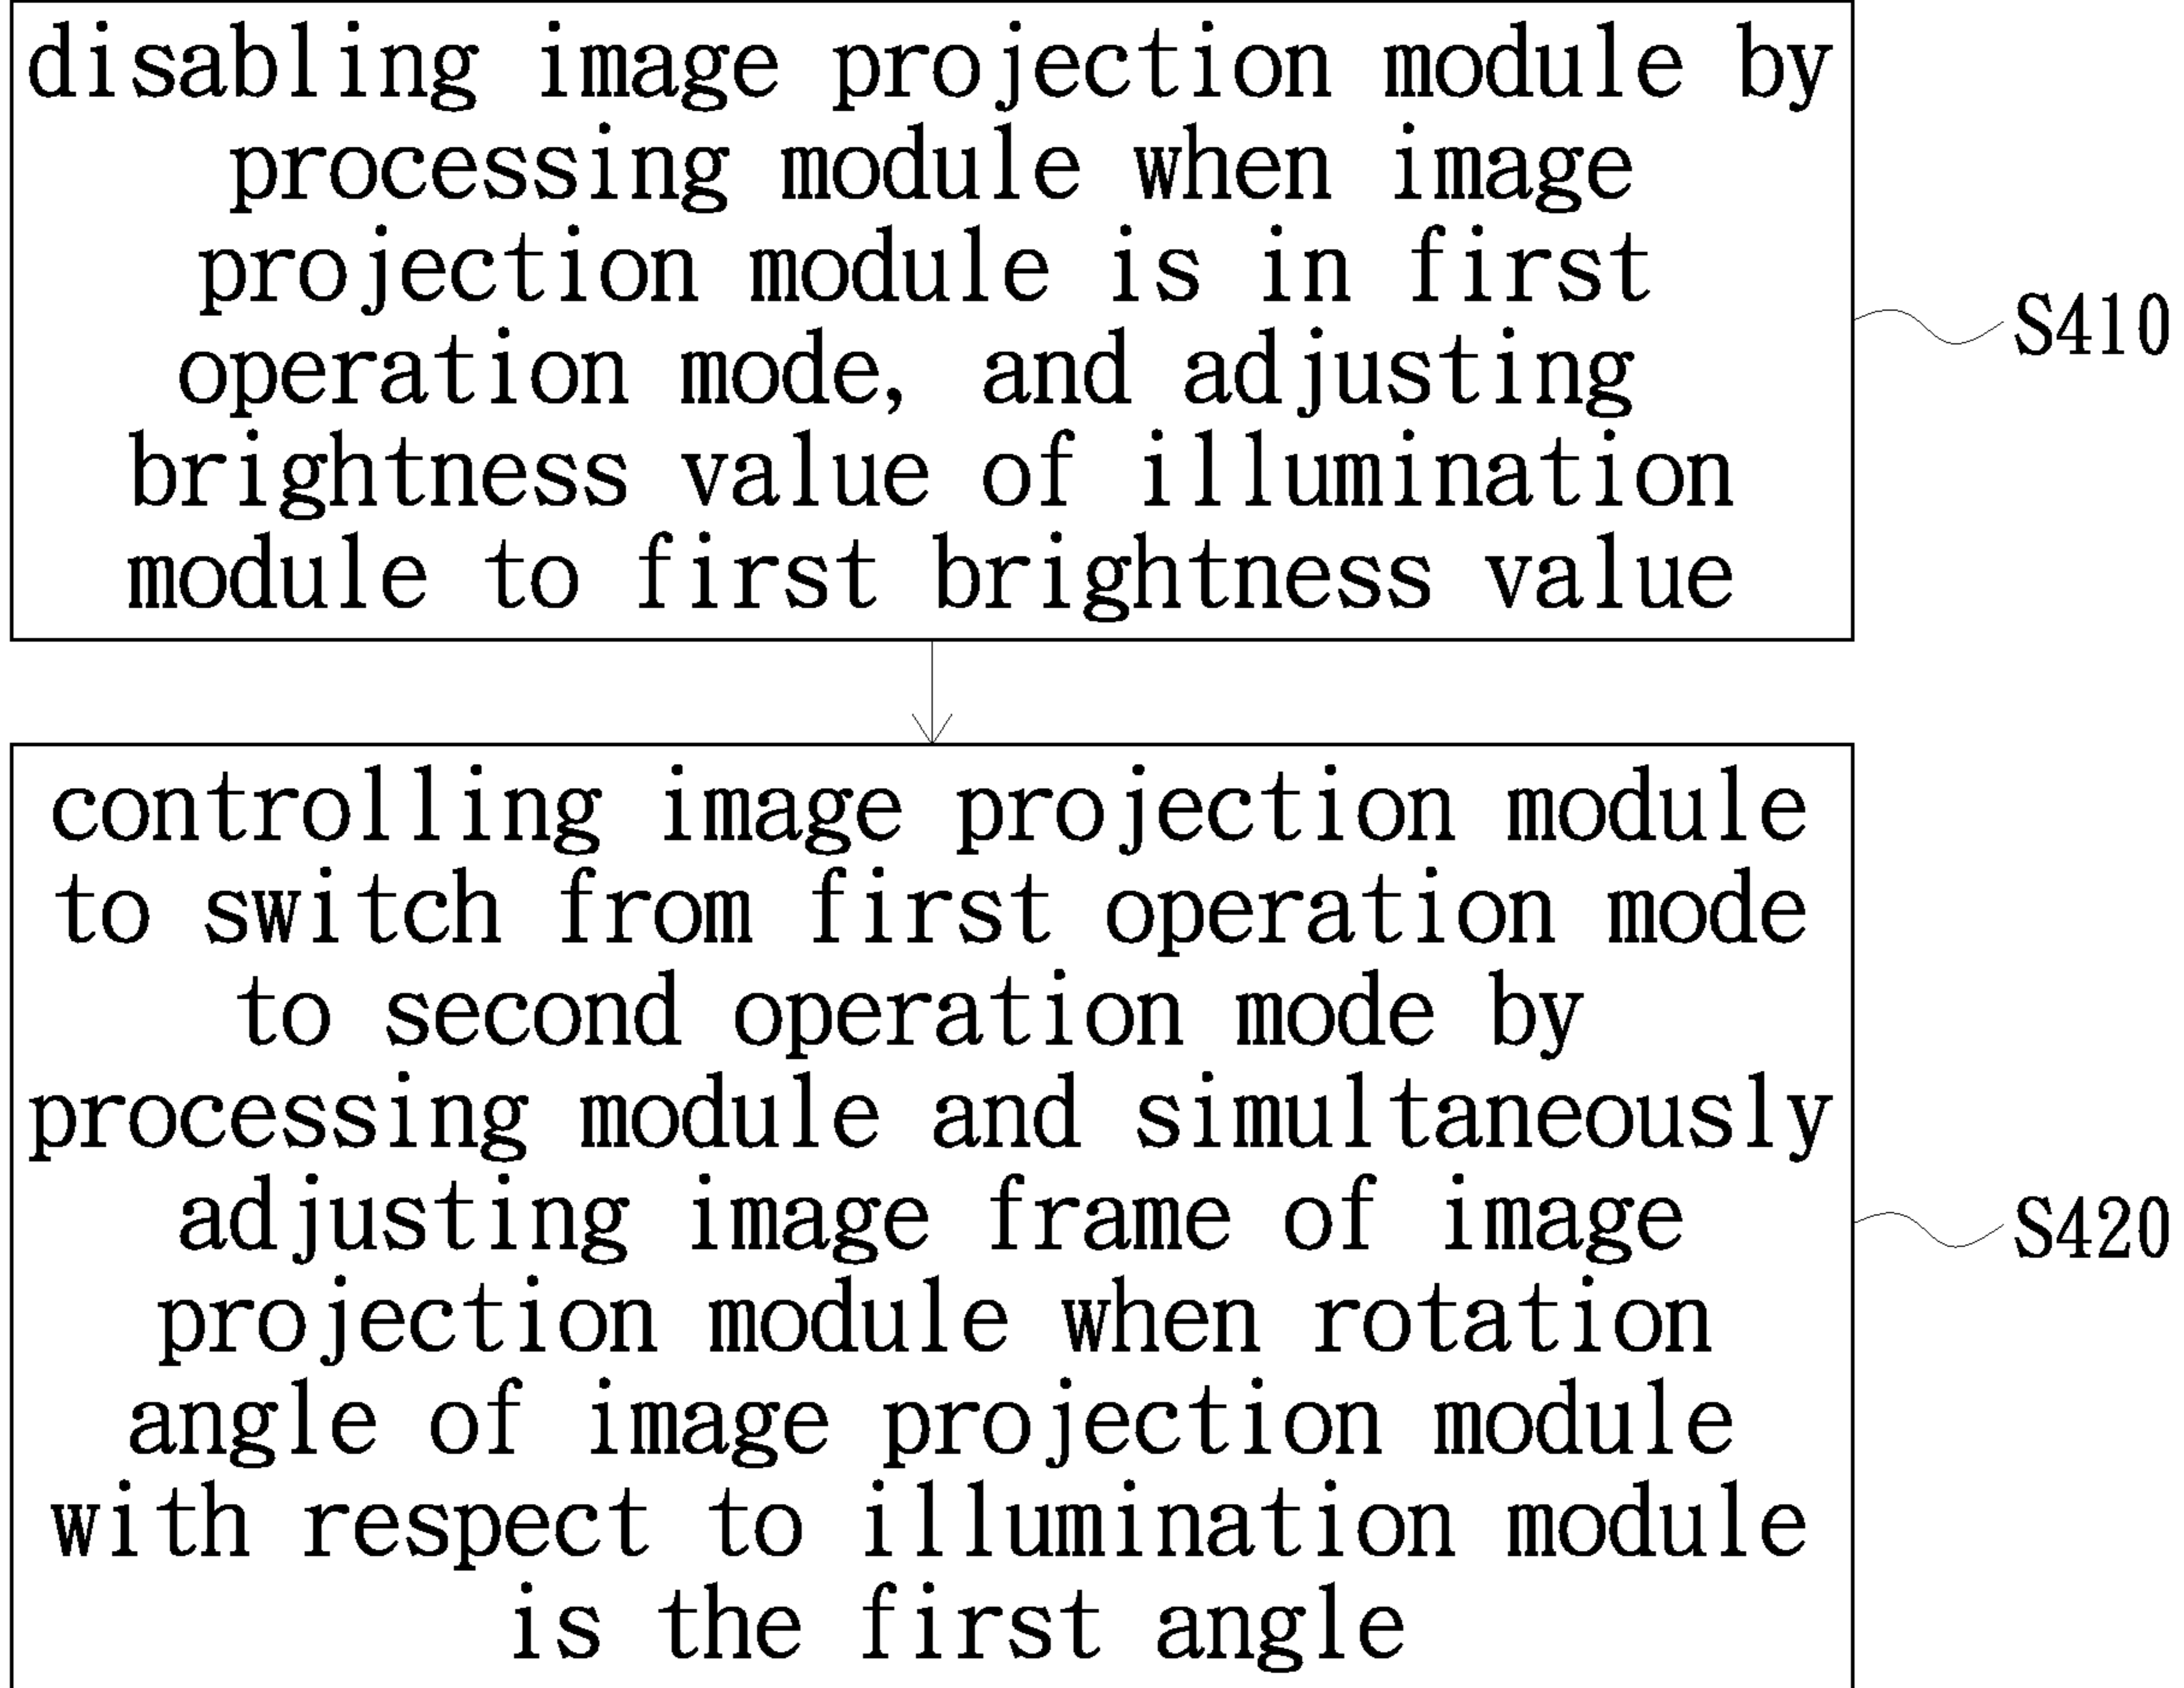 disabling image projection module by
processing module when image
projection module is in first
operation mode, and adjusting
brightness value of illumination
module to first brightness value
S410
controlling image projection module
to switch from first operation mode
to second operation mode by
processing module and simultaneously
adjusting image frame of image
projection module when rotation
angle of image projection module
with respect to illumination module
is the first angle
S420